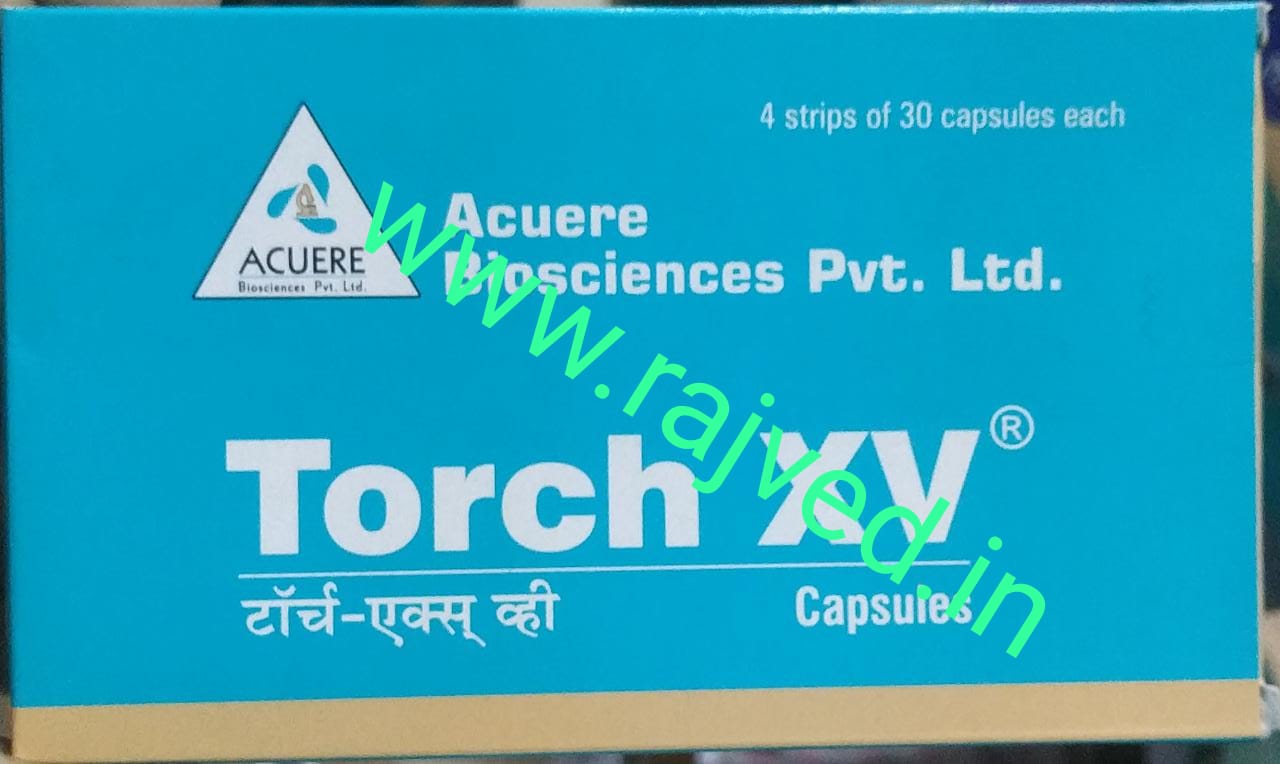 4 strips of 30 capsules each
ACUERE
Biosciences Pvt. Ltd.
Acuere
Biosciences Pvt. Ltd.
www.rajved.in
Torch XV®
टॉर्च-एक्स् व्ही
Capsules